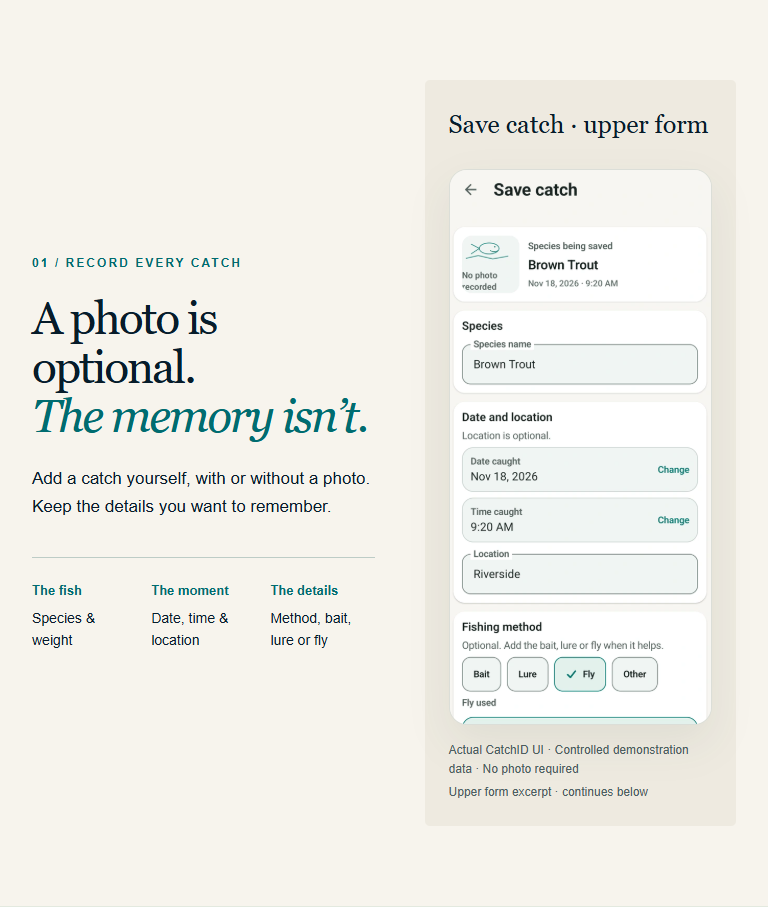 01 / RECORD EVERY CATCH
A photo is
optional.
The memory isn’t.
Add a catch yourself, with or without a photo.
Keep the details you want to remember.
The fish
Species &
weight
The moment
Date, time &
location
The details
Method, bait,
lure or fly
Save catch · upper form
Save catch
No photo
recorded
Species being saved
Brown Trout
Nov 18, 2026 · 9:20 AM
Species
Species name
Brown Trout
Date and location
Location is optional.
Date caught
Nov 18, 2026
Change
Time caught
9:20 AM
Change
Location
Riverside
Fishing method
Optional. Add the bait, lure or fly when it helps.
Bait Lure Fly Other
Fly used
Actual CatchID UI · Controlled demonstration
data · No photo required
Upper form excerpt · continues below